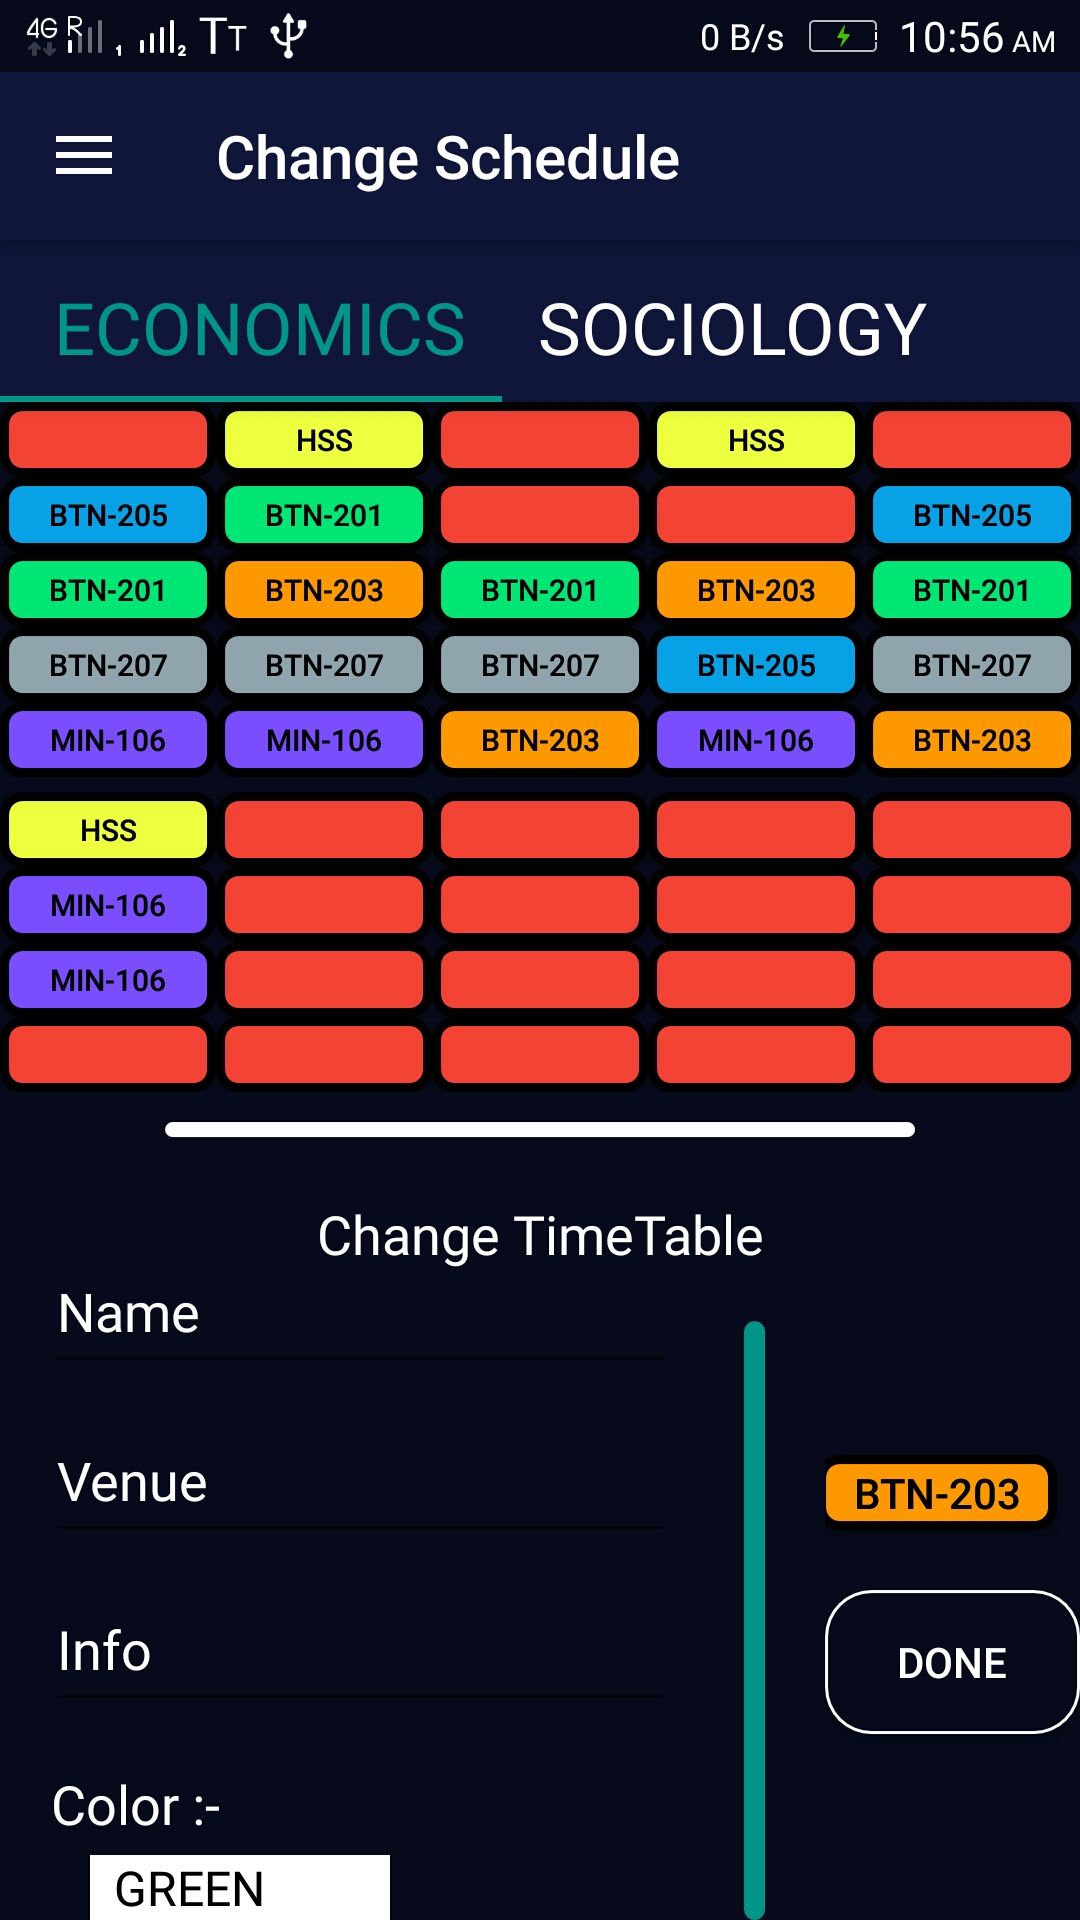 4G R 1 2 TT 0 B/s 10:56 AM
Change Schedule
ECONOMICS SOCIOLOGY
HSS HSS
BTN-205 BTN-201 BTN-205
BTN-201 BTN-203 BTN-201 BTN-203 BTN-201
BTN-207 BTN-207 BTN-207 BTN-205 BTN-207
MIN-106 MIN-106 BTN-203 MIN-106 BTN-203
HSS
MIN-106
MIN-106
Change TimeTable
Name
Venue
BTN-203
Info
DONE
Color :-
GREEN